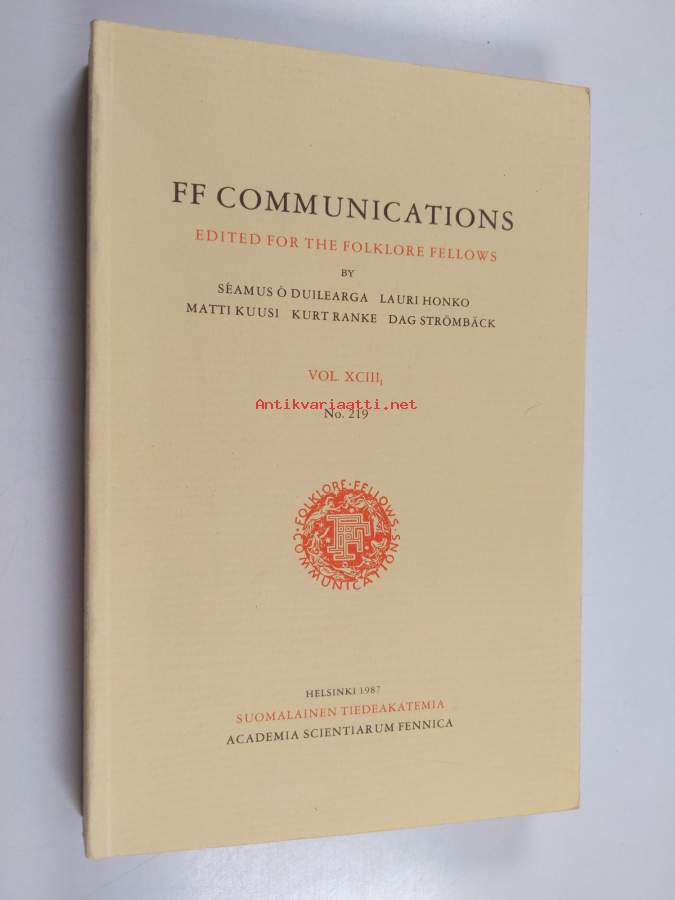 FF COMMUNICATIONS
EDITED FOR THE FOLKLORE FELLOWS
BY
SÉAMUS Ó DUILEARGA LAURI HONKO
MATTI KUUSI KURT RANKE DAG STRÖMBÄCK
VOL. XCIII₁
Antikvariaatti.net
No. 219
FOLKLORE · FELLOWS · COMMUNICATIONS ·
FF
HELSINKI 1987
SUOMALAINEN TIEDEAKATEMIA
ACADEMIA SCIENTIARUM FENNICA